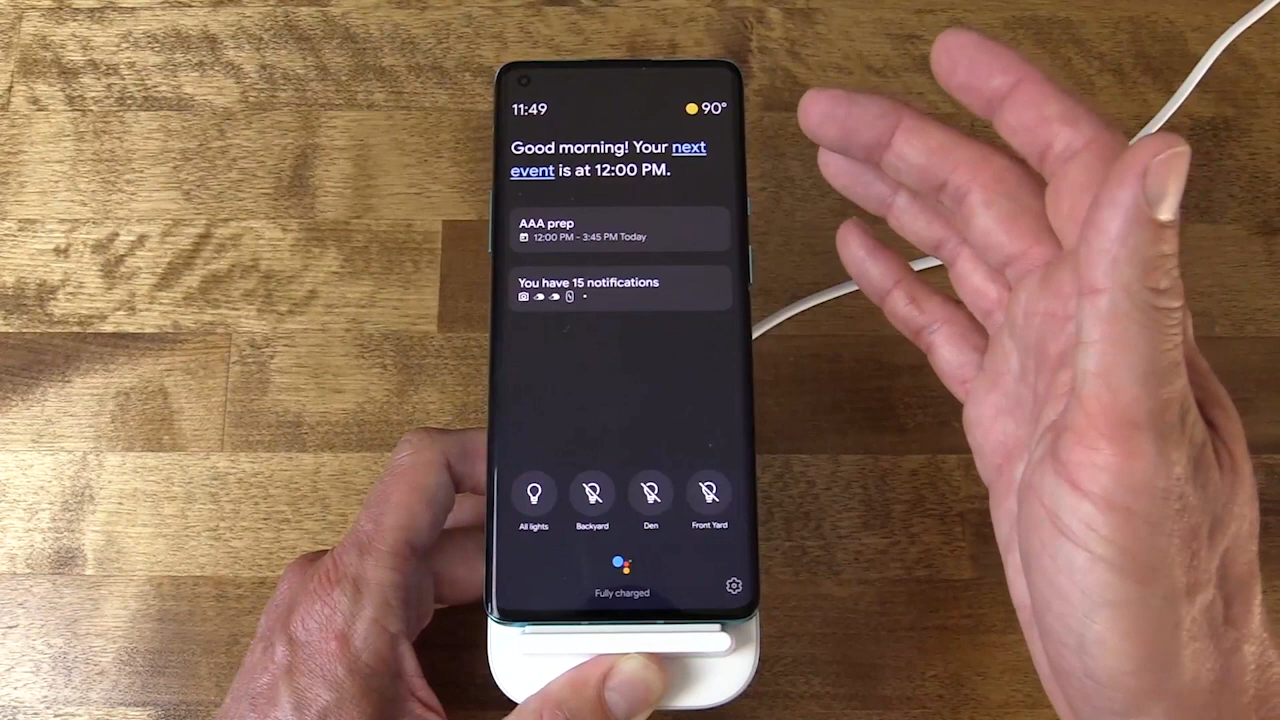 11:49
90°
Good morning! Your next
event is at 12:00 PM.
AAA prep
12:00 PM – 3:45 PM Today
You have 15 notifications
All lights
Backyard
Den
Front Yard
Fully charged